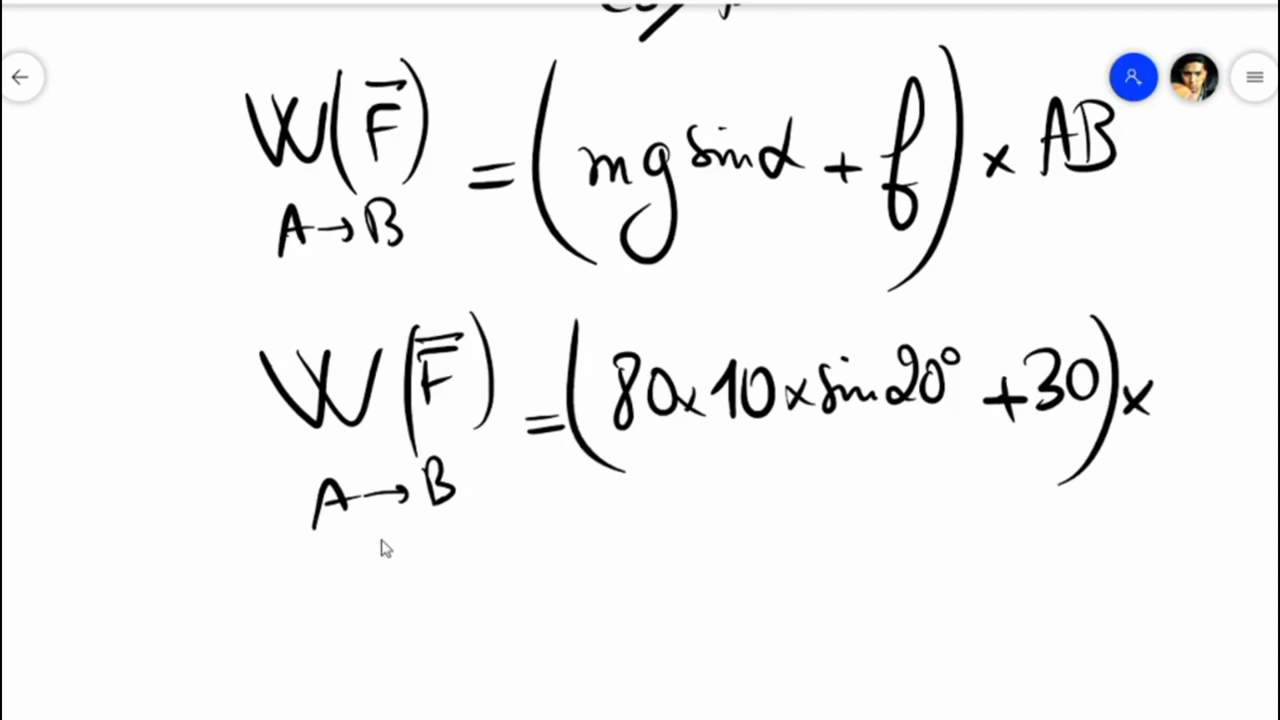 W(F⃗) = (mg sinα + f) × AB
A→B
W(F⃗) = (80×10×sin20° +30)×
A→B